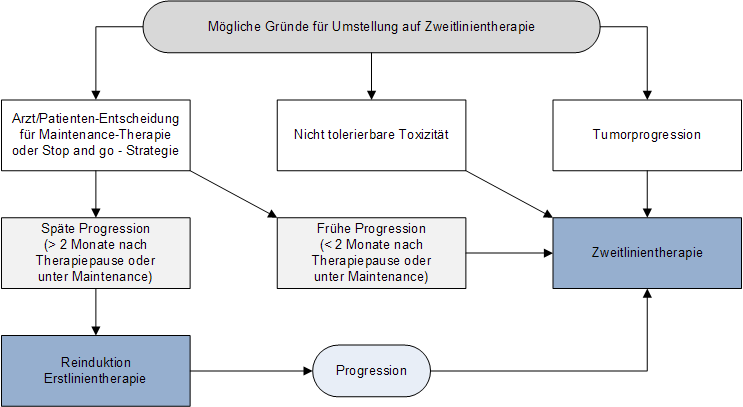 Mögliche Gründe für Umstellung auf Zweitlinientherapie
Arzt/Patienten-Entscheidung
für Maintenance-Therapie
oder Stop and go - Strategie
Nicht tolerierbare Toxizität
Tumorprogression
Späte Progression
(> 2 Monate nach
Therapiepause oder
unter Maintenance)
Frühe Progression
(< 2 Monate nach
Therapiepause oder
unter Maintenance)
Zweitlinientherapie
Reinduktion
Erstlinientherapie
Progression